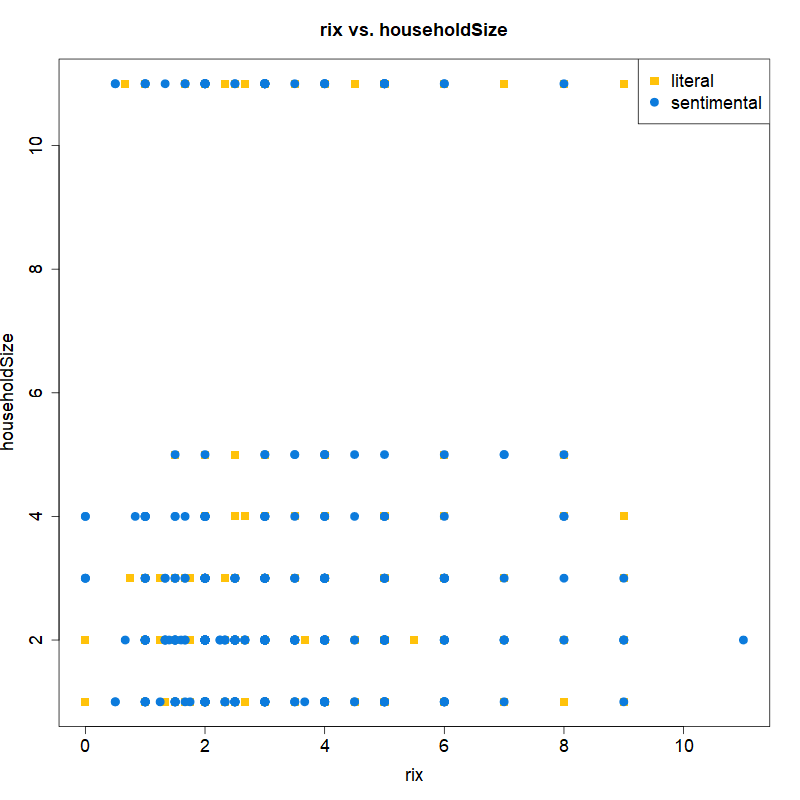 rix vs. householdSize
literal
sentimental
householdSize
10
8
6
4
2
0 2 4 6 8 10
rix